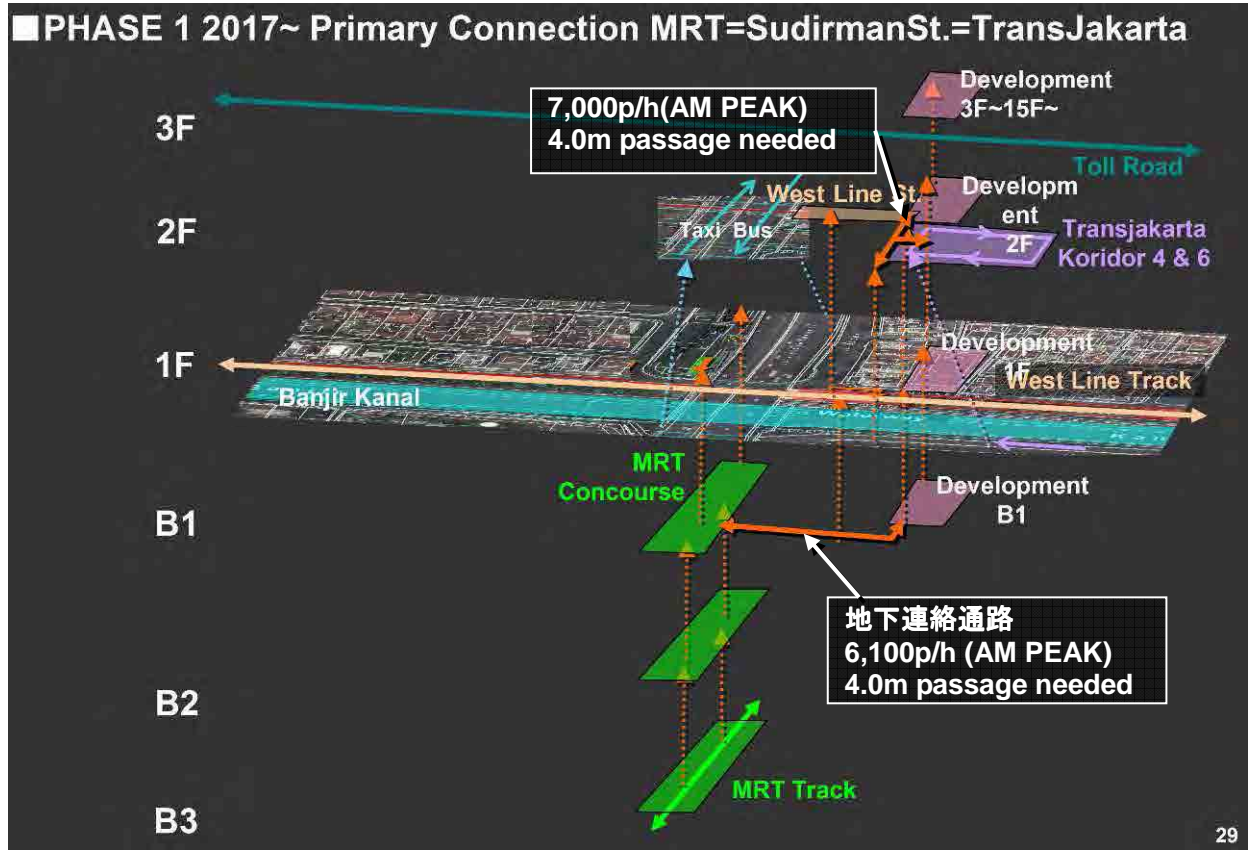 ■PHASE 1 2017~ Primary Connection MRT=SudirmanSt.=TransJakarta
Development
3F~15F~
7,000p/h(AM PEAK)
4.0m passage needed
3F
Toll Road
West Line St.
Developm
ent
2F
2F
Taxi Bus
Transjakarta
Koridor 4 & 6
1F
Development
1F
West Line Track
Banjir Kanal
MRT
Concourse
Development
B1
B1
地下連絡通路
6,100p/h (AM PEAK)
4.0m passage needed
B2
MRT Track
B3
29